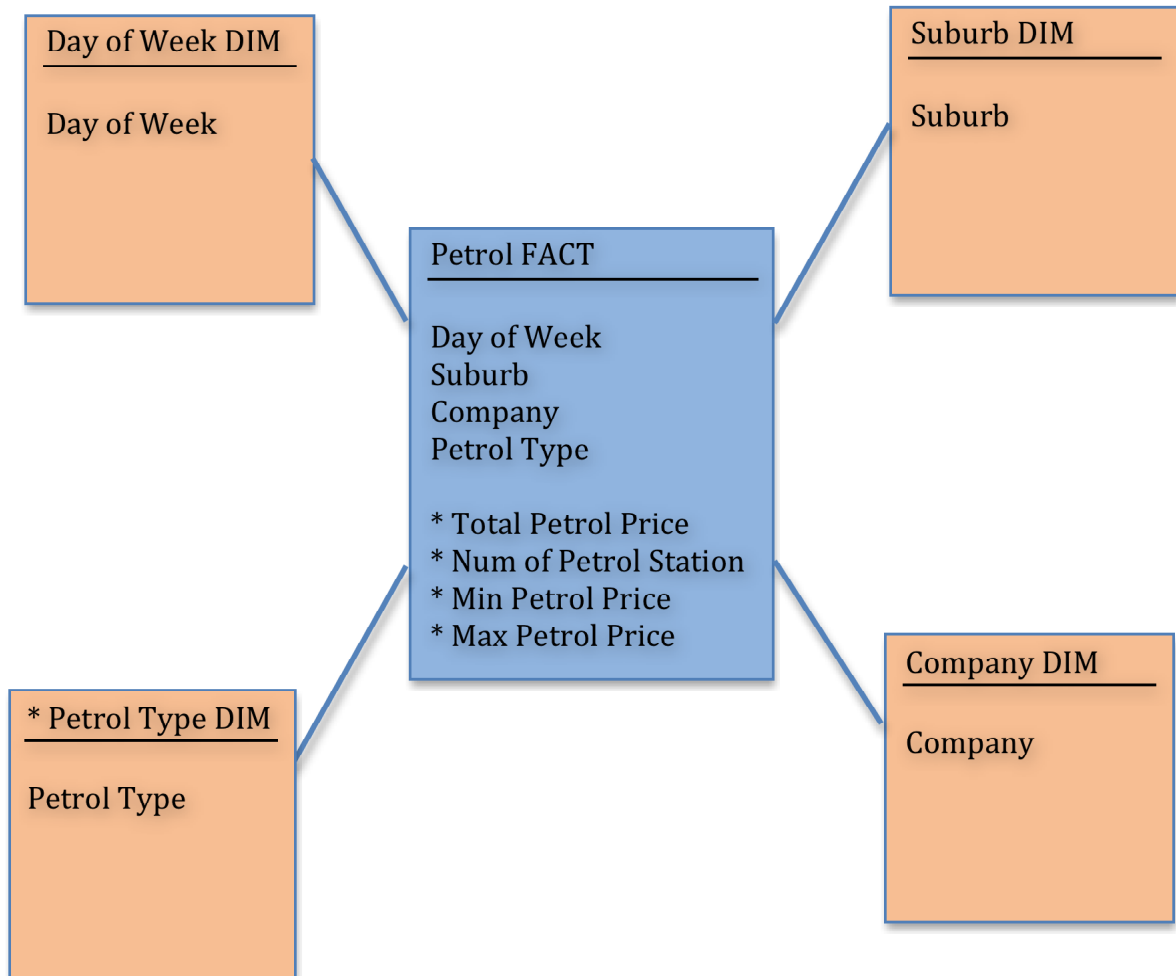 Day of Week DIM
Day of Week
Suburb DIM
Suburb
Petrol FACT
Day of Week
Suburb
Company
Petrol Type
* Total Petrol Price
* Num of Petrol Station
* Min Petrol Price
* Max Petrol Price
* Petrol Type DIM
Petrol Type
Company DIM
Company